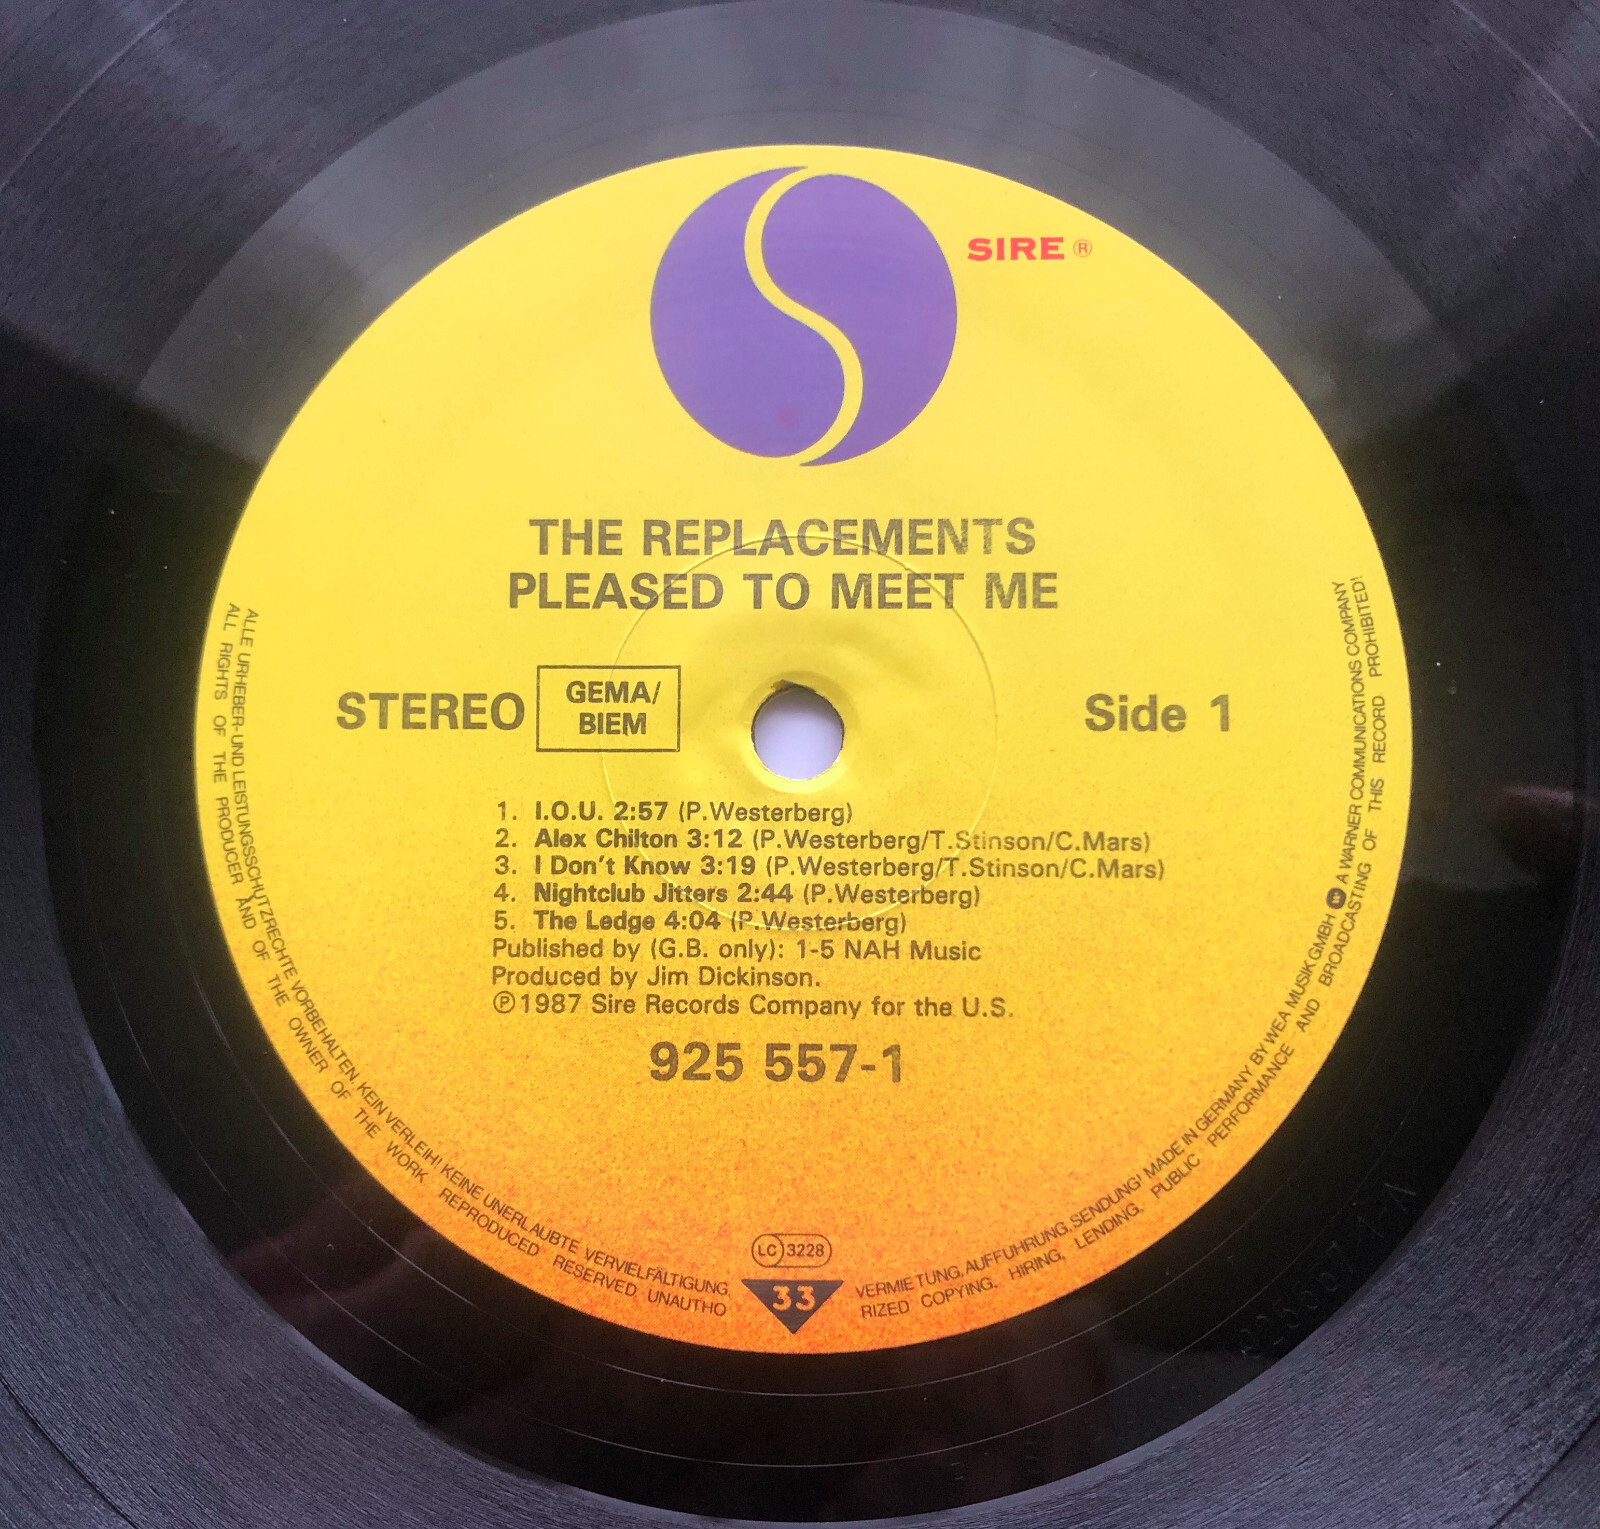 SIRE ®
THE REPLACEMENTS
PLEASED TO MEET ME
STEREO
GEMA/
BIEM
Side 1
1. I.O.U. 2:57 (P.Westerberg)
2. Alex Chilton 3:12 (P.Westerberg/T.Stinson/C.Mars)
3. I Don't Know 3:19 (P.Westerberg/T.Stinson/C.Mars)
4. Nightclub Jitters 2:44 (P.Westerberg)
5. The Ledge 4:04 (P.Westerberg)
Published by (G.B. only): 1-5 NAH Music
Produced by Jim Dickinson.
℗1987 Sire Records Company for the U.S.
925 557-1
LC 3228
33
ALLE URHEBER- UND LEISTUNGSSCHUTZRECHTE VORBEHALTEN. KEIN VERLEIH! KEINE UNERLAUBTE VERVIELFÄLTIGUNG, VERMIETUNG, AUFFÜHRUNG, SENDUNG! MADE IN GERMANY BY WEA MUSIK GMBH A WARNER COMMUNICATIONS COMPANY
ALL RIGHTS OF THE PRODUCER AND OF THE OWNER OF THE WORK REPRODUCED RESERVED UNAUTHO RIZED COPYING, HIRING, LENDING, PUBLIC PERFORMANCE AND BROADCASTING OF THIS RECORD PROHIBITED!